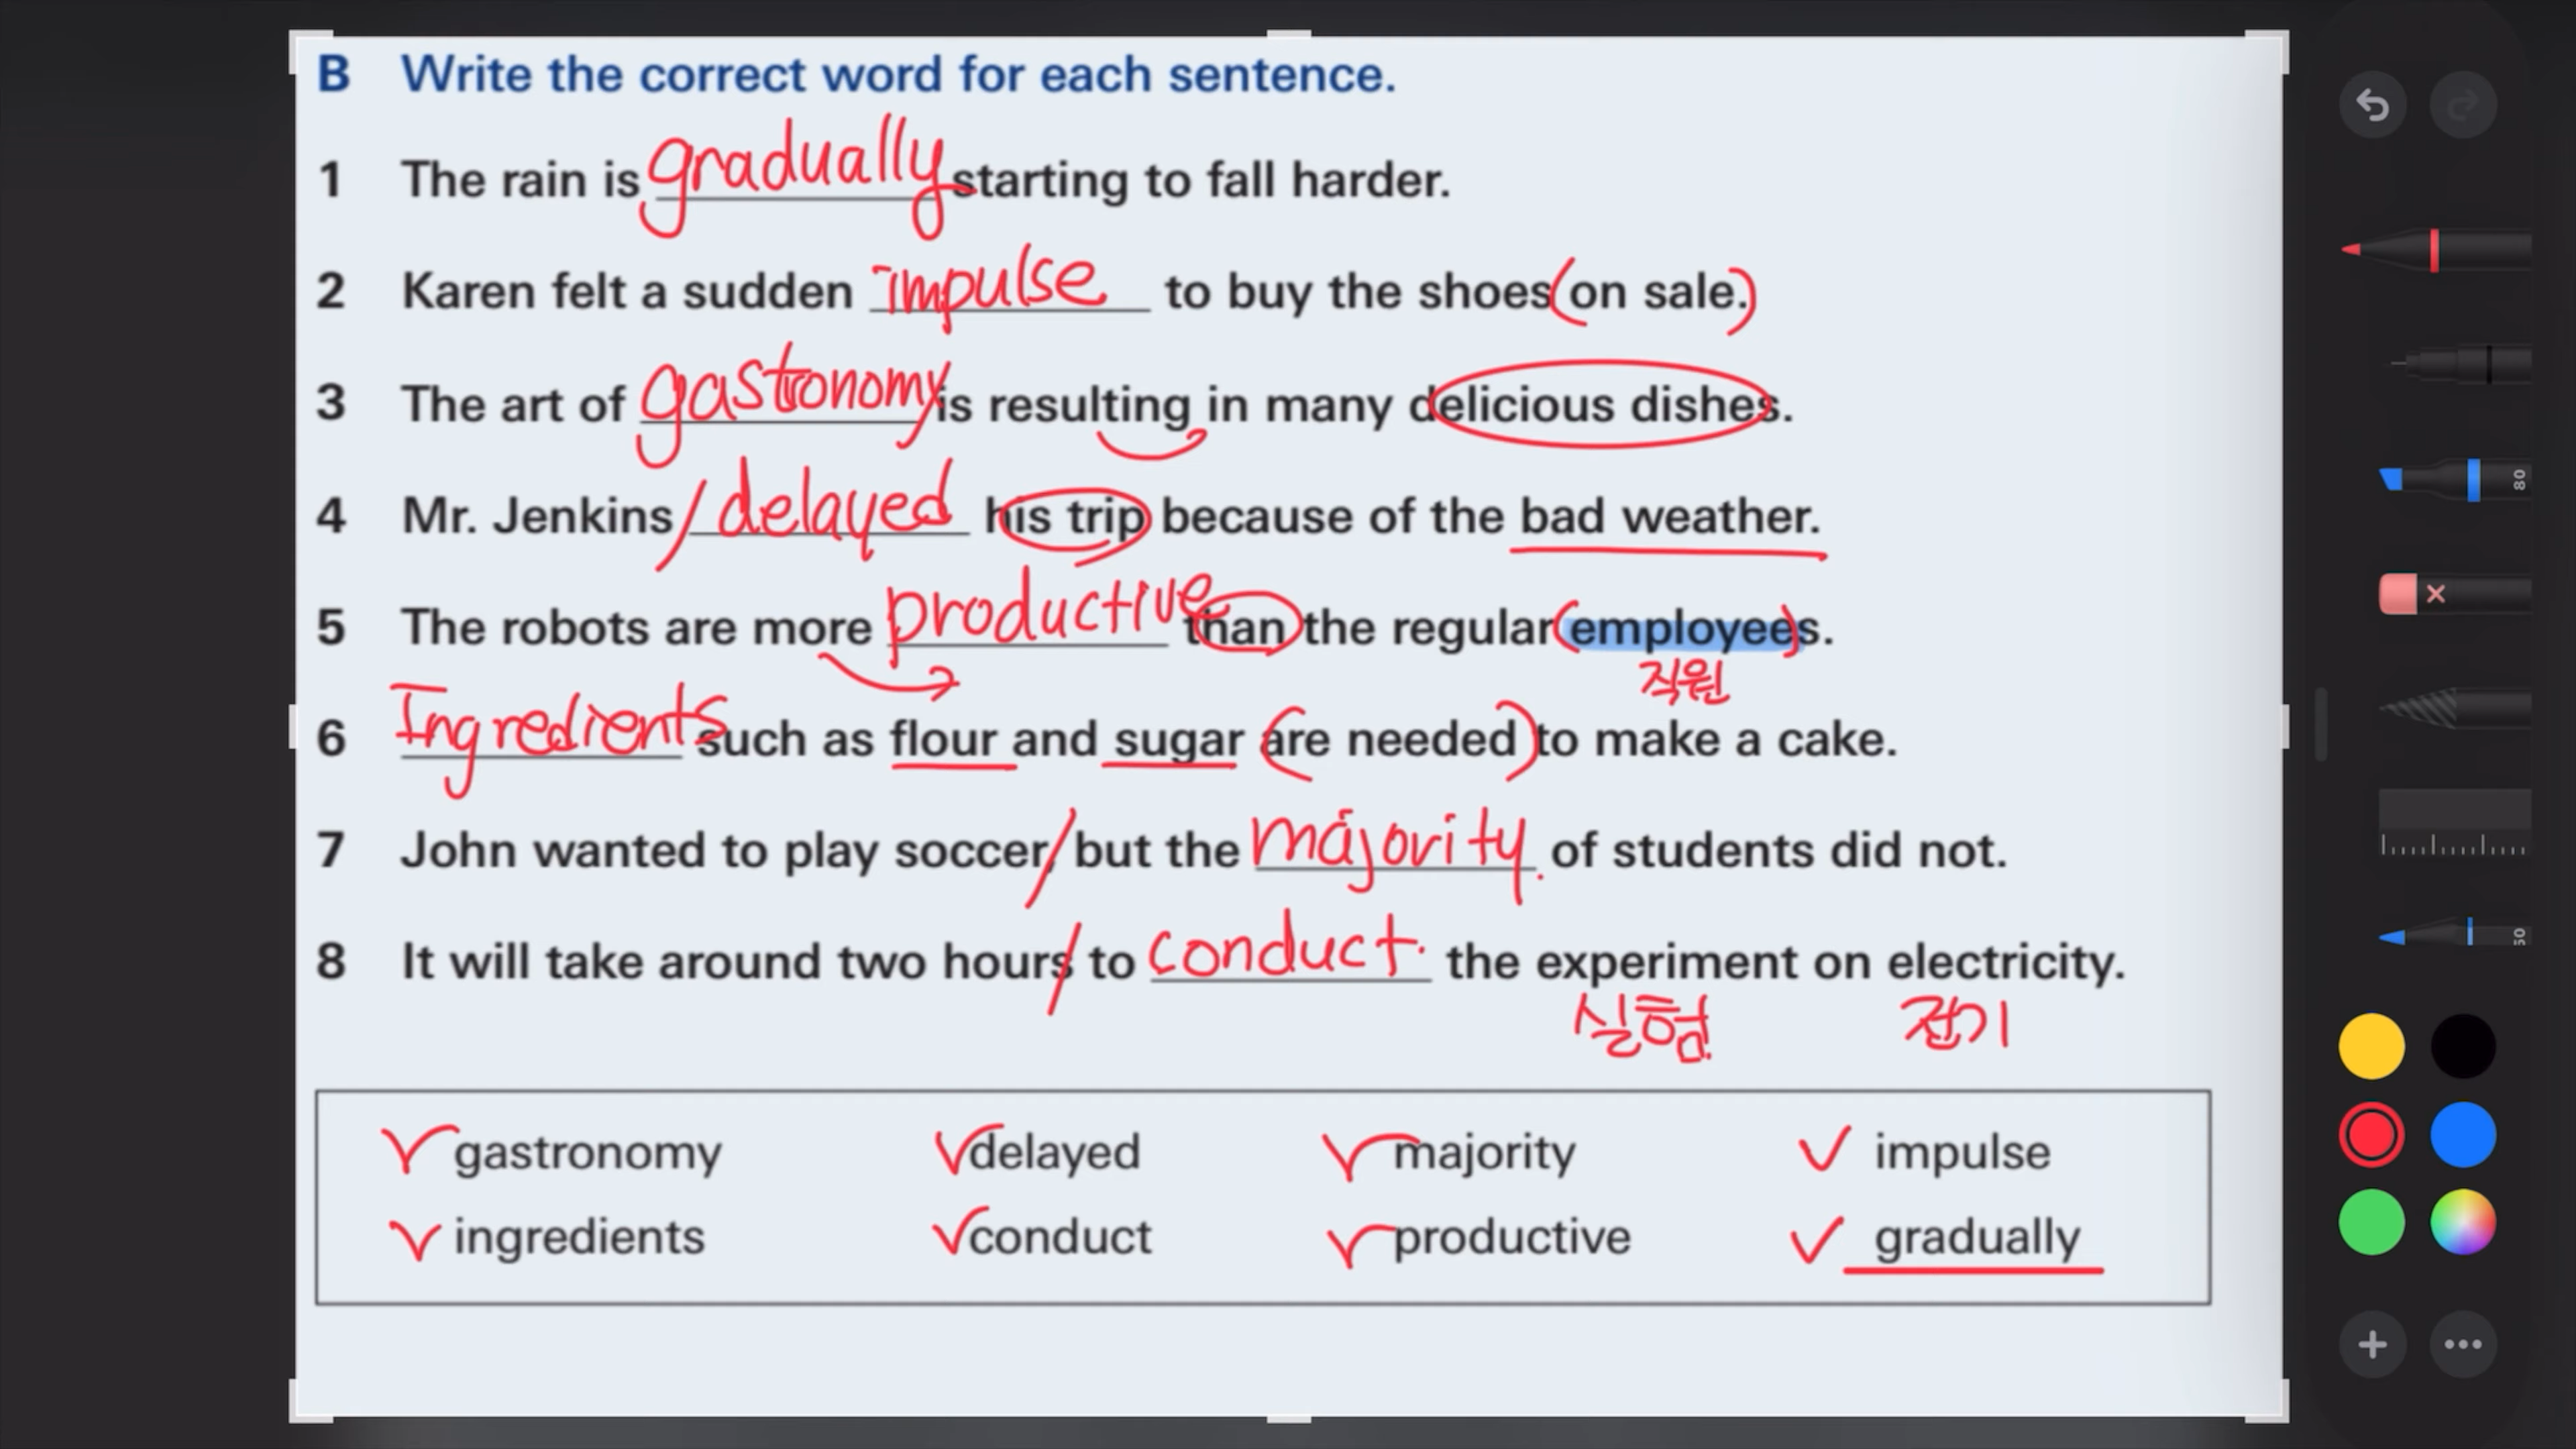 B Write the correct word for each sentence.
1 The rain is gradually starting to fall harder.
2 Karen felt a sudden impulse to buy the shoes (on sale.)
3 The art of gastronomy is resulting in many delicious dishes.
4 Mr. Jenkins / delayed his trip because of the bad weather.
5 The robots are more productive than the regular (employees).
직원
6 Ingredients such as flour and sugar (are needed) to make a cake.
7 John wanted to play soccer, / but the majority of students did not.
8 It will take around two hours / to conduct the experiment on electricity.
실험 전기
gastronomy delayed majority impulse
ingredients conduct productive gradually
80
50